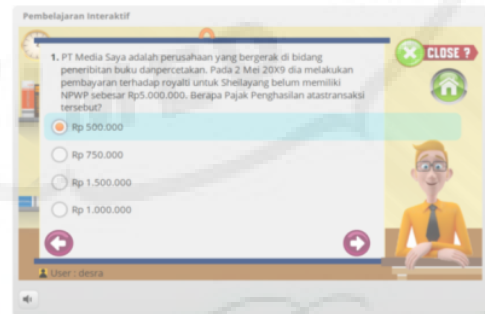 Pembelajaran Interaktif
CLOSE ?
1. PT Media Saya adalah perusahaan yang bergerak di bidang
peneribitan buku danpercetakan. Pada 2 Mei 20X9 dia melakukan
pembayaran terhadap royalti untuk Sheilayang belum memiliki
NPWP sebesar Rp5.000.000. Berapa Pajak Penghasilan atastransaksi
tersebut?
Rp 500.000
Rp 750.000
Rp 1.500.000
Rp 1.000.000
User : desra